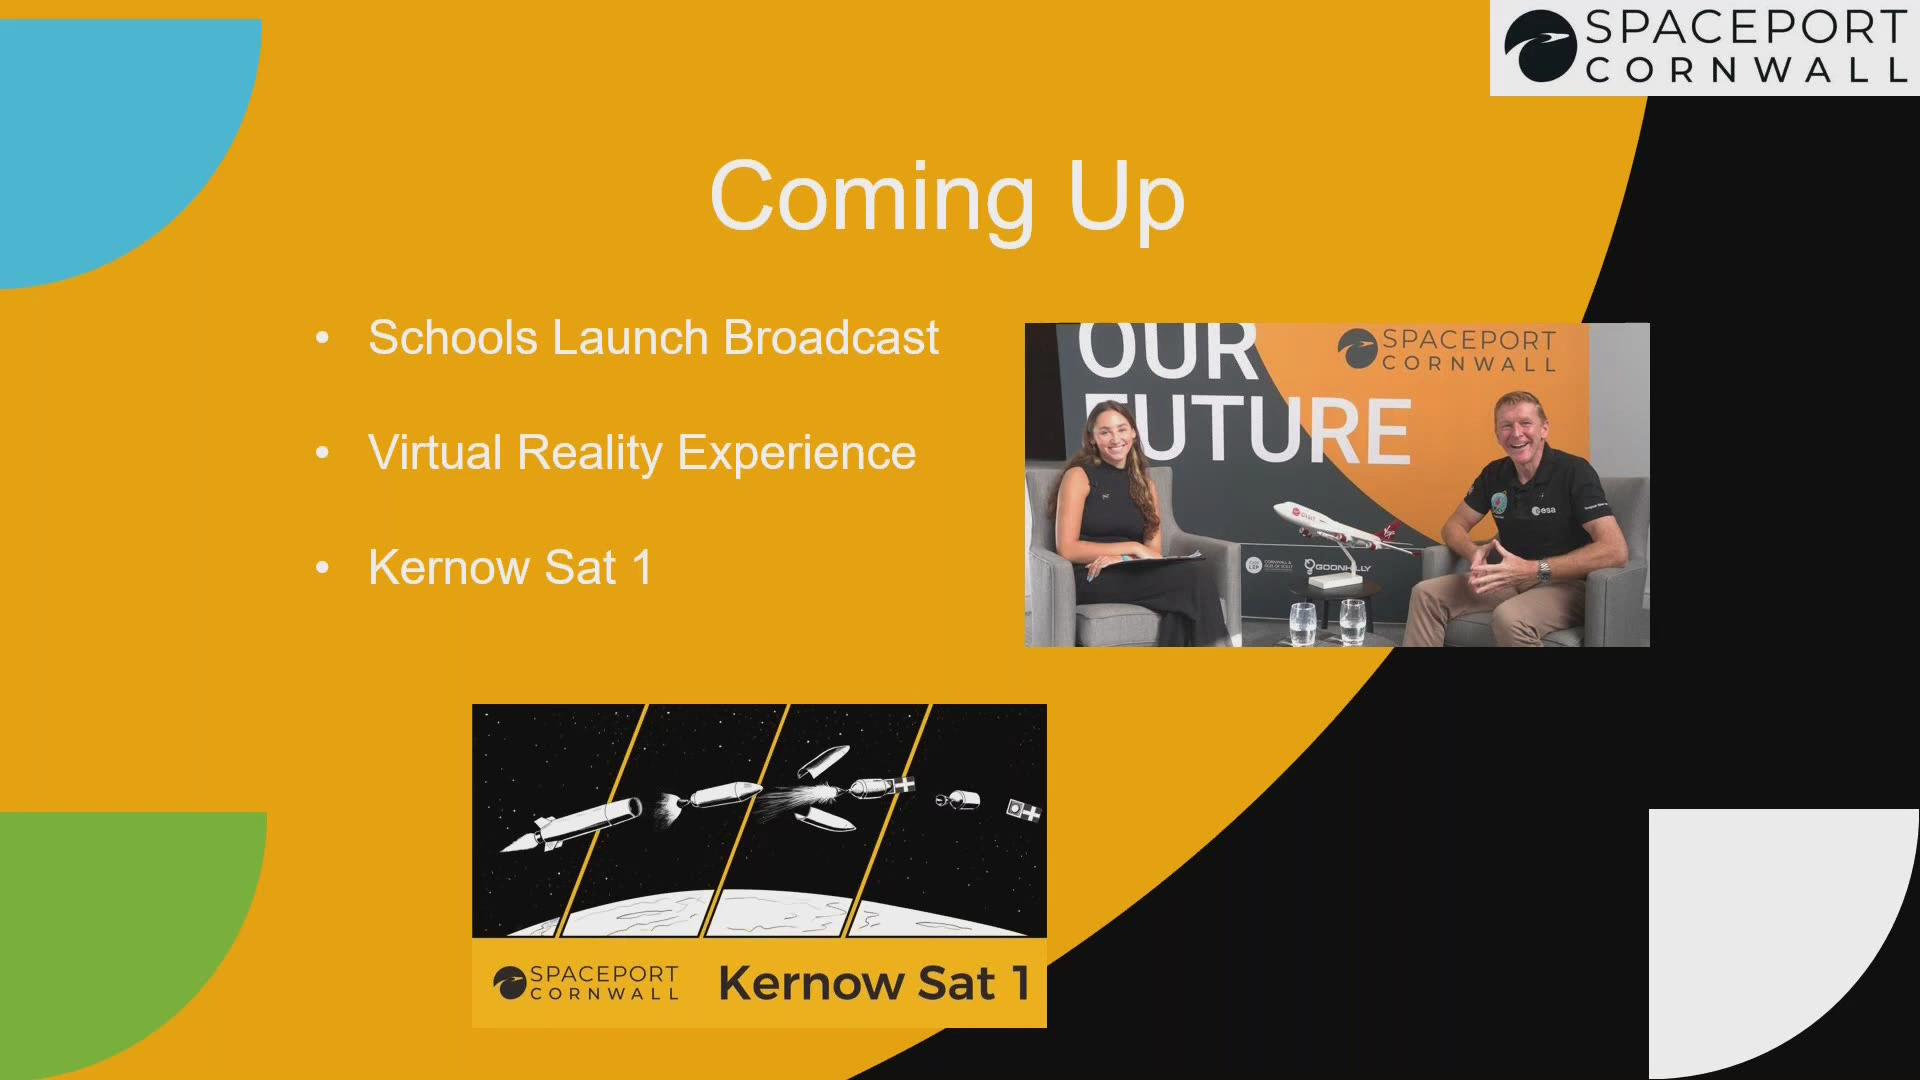 SPACEPORT
CORNWALL
Coming Up
• Schools Launch Broadcast
• Virtual Reality Experience
• Kernow Sat 1
OUR
FUTURE
SPACEPORT
CORNWALL
esa
GOONHILLY
SPACEPORT
CORNWALL
Kernow Sat 1